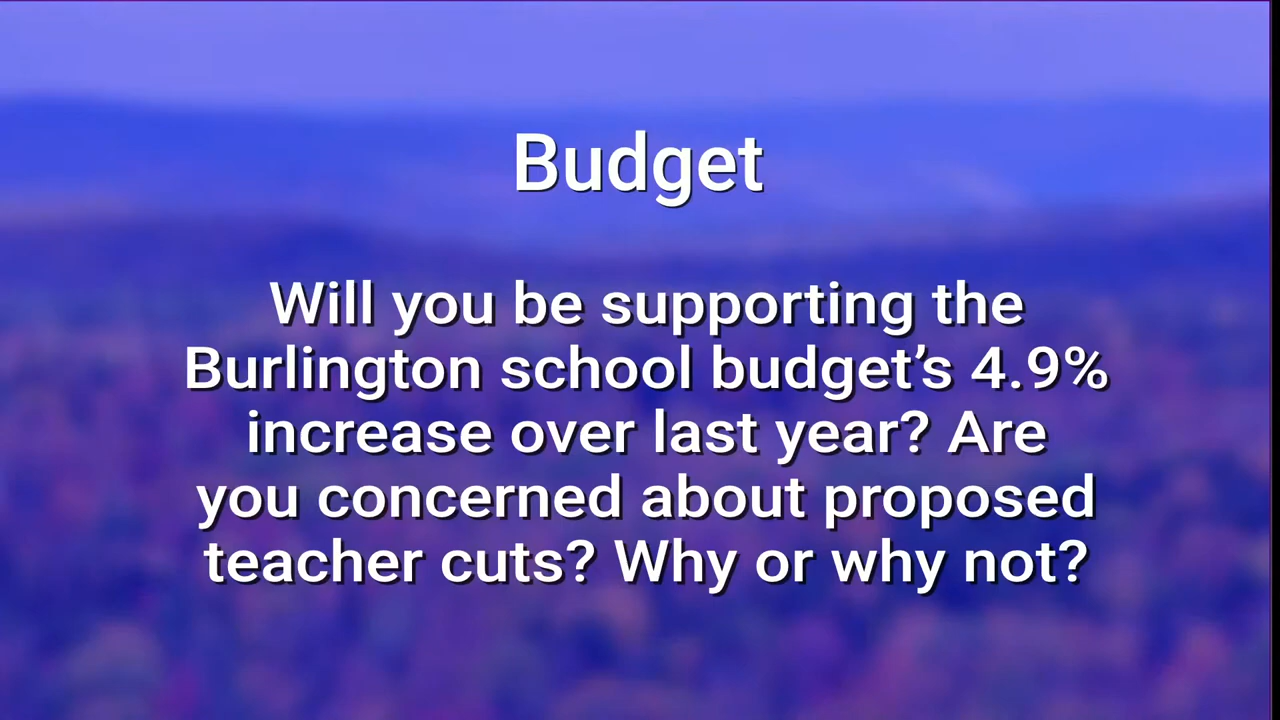 Budget
Will you be supporting the
Burlington school budget’s 4.9%
increase over last year? Are
you concerned about proposed
teacher cuts? Why or why not?